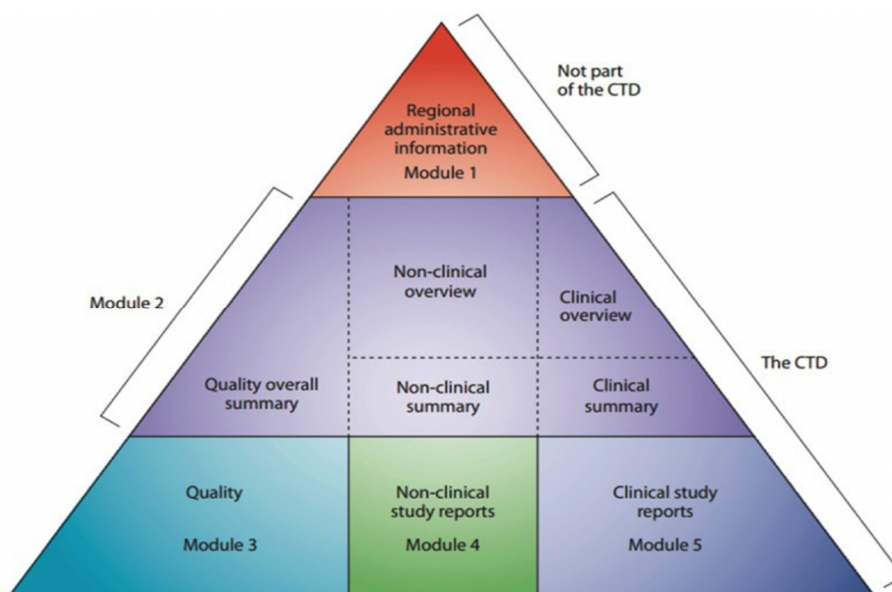 Not part
of the CTD
Regional
administrative
information
Module 1
Module 2
Non-clinical
overview
Clinical
overview
The CTD
Quality overall
summary
Non-clinical
summary
Clinical
summary
Quality
Module 3
Non-clinical
study reports
Module 4
Clinical study
reports
Module 5